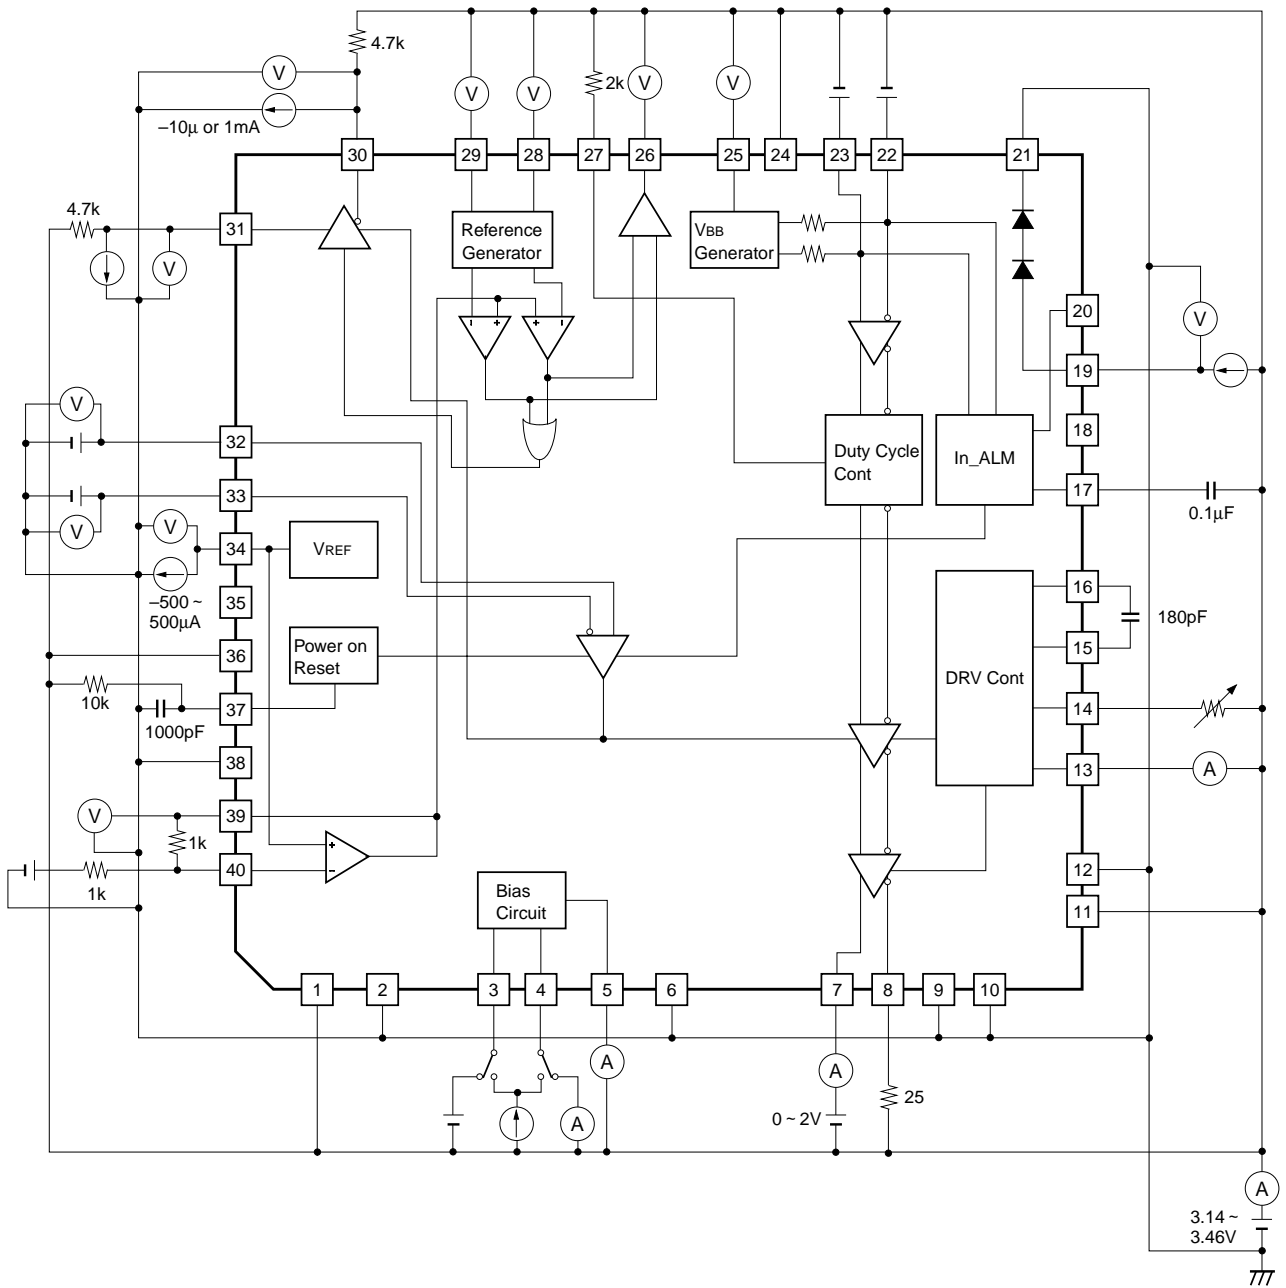 4.7k
V
–10µ or 1mA
V
V
2k
V
V
30
29
28
27
26
25
24
23
22
21
4.7k
31
V
Reference
Generator
VBB
Generator
– +
+ –
20
V
19
V
32
33
V
V
34
VREF
–500 ~
500µA
35
Duty Cycle
Cont
In_ALM
18
17
0.1µF
36
Power on
Reset
10k
1000pF
37
38
DRV Cont
16
180pF
15
14
13
A
V
39
1k
40
1k
+
–
Bias
Circuit
12
11
1
2
3
4
5
6
7
8
9
10
A
A
A
25
0 ~ 2V
A
3.14 ~
3.46V